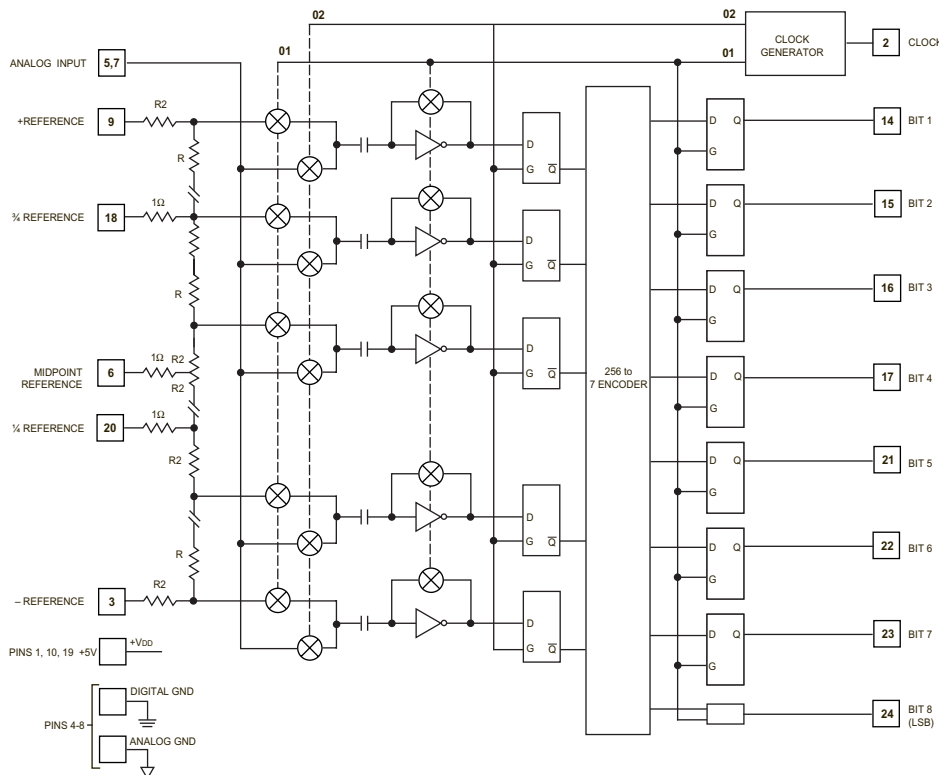 02
02
01
01
CLOCK
GENERATOR
2
CLOCK
ANALOG INPUT
5,7
+REFERENCE
9
R2
R
¾ REFERENCE
18
1Ω
R
MIDPOINT
REFERENCE
6
1Ω
R2
R2
¼ REFERENCE
20
1Ω
R2
R
– REFERENCE
3
R2
PINS 1, 10, 19 +5V
+VDD
PINS 4-8
DIGITAL GND
ANALOG GND
D
G Q̅
D
G Q̅
D
G Q̅
D
G Q̅
D
G Q̅
256 to
7 ENCODER
D Q
G
14
BIT 1
D Q
G
15
BIT 2
D Q
G
16
BIT 3
D Q
G
17
BIT 4
D Q
G
21
BIT 5
D Q
G
22
BIT 6
D Q
G
23
BIT 7
24
BIT 8
(LSB)